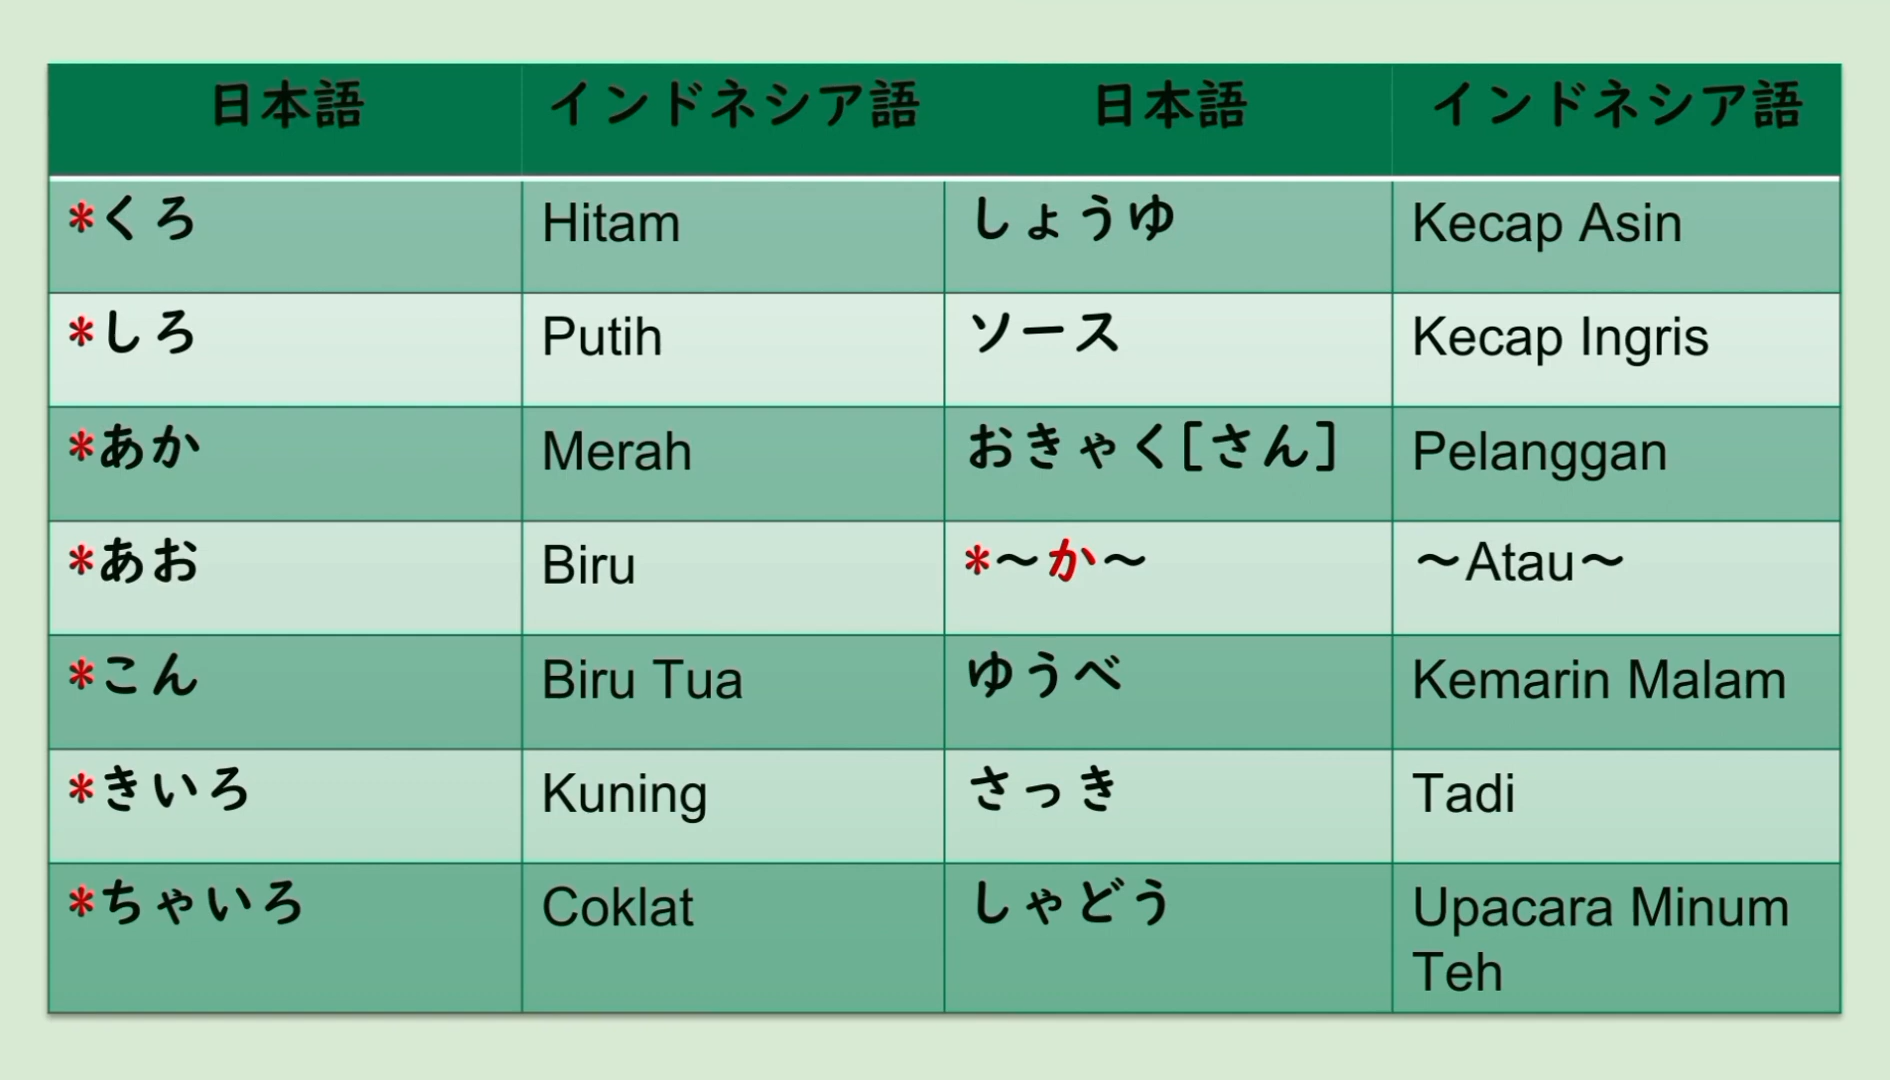 日本語 インドネシア語 日本語 インドネシア語
*くろ Hitam しょうゆ Kecap Asin
*しろ Putih ソース Kecap Ingris
*あか Merah おきゃく[さん] Pelanggan
*あお Biru *～か～ ～Atau～
*こん Biru Tua ゆうべ Kemarin Malam
*きいろ Kuning さっき Tadi
*ちゃいろ Coklat しゃどう Upacara Minum
Teh